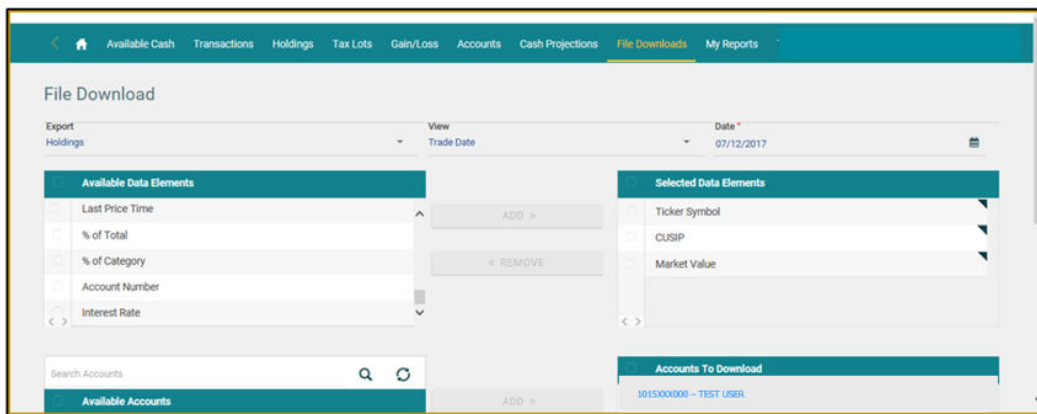 Available Cash Transactions Holdings Tax Lots Gain/Loss Accounts Cash Projections File Downloads My Reports
File Download
Export View Date *
Holdings Trade Date 07/12/2017
Available Data Elements Selected Data Elements
Last Price Time ADD » Ticker Symbol
% of Total CUSIP
% of Category « REMOVE Market Value
Account Number
Interest Rate
Search Accounts Accounts To Download
Available Accounts ADD » 1015XXX000 – TEST USER